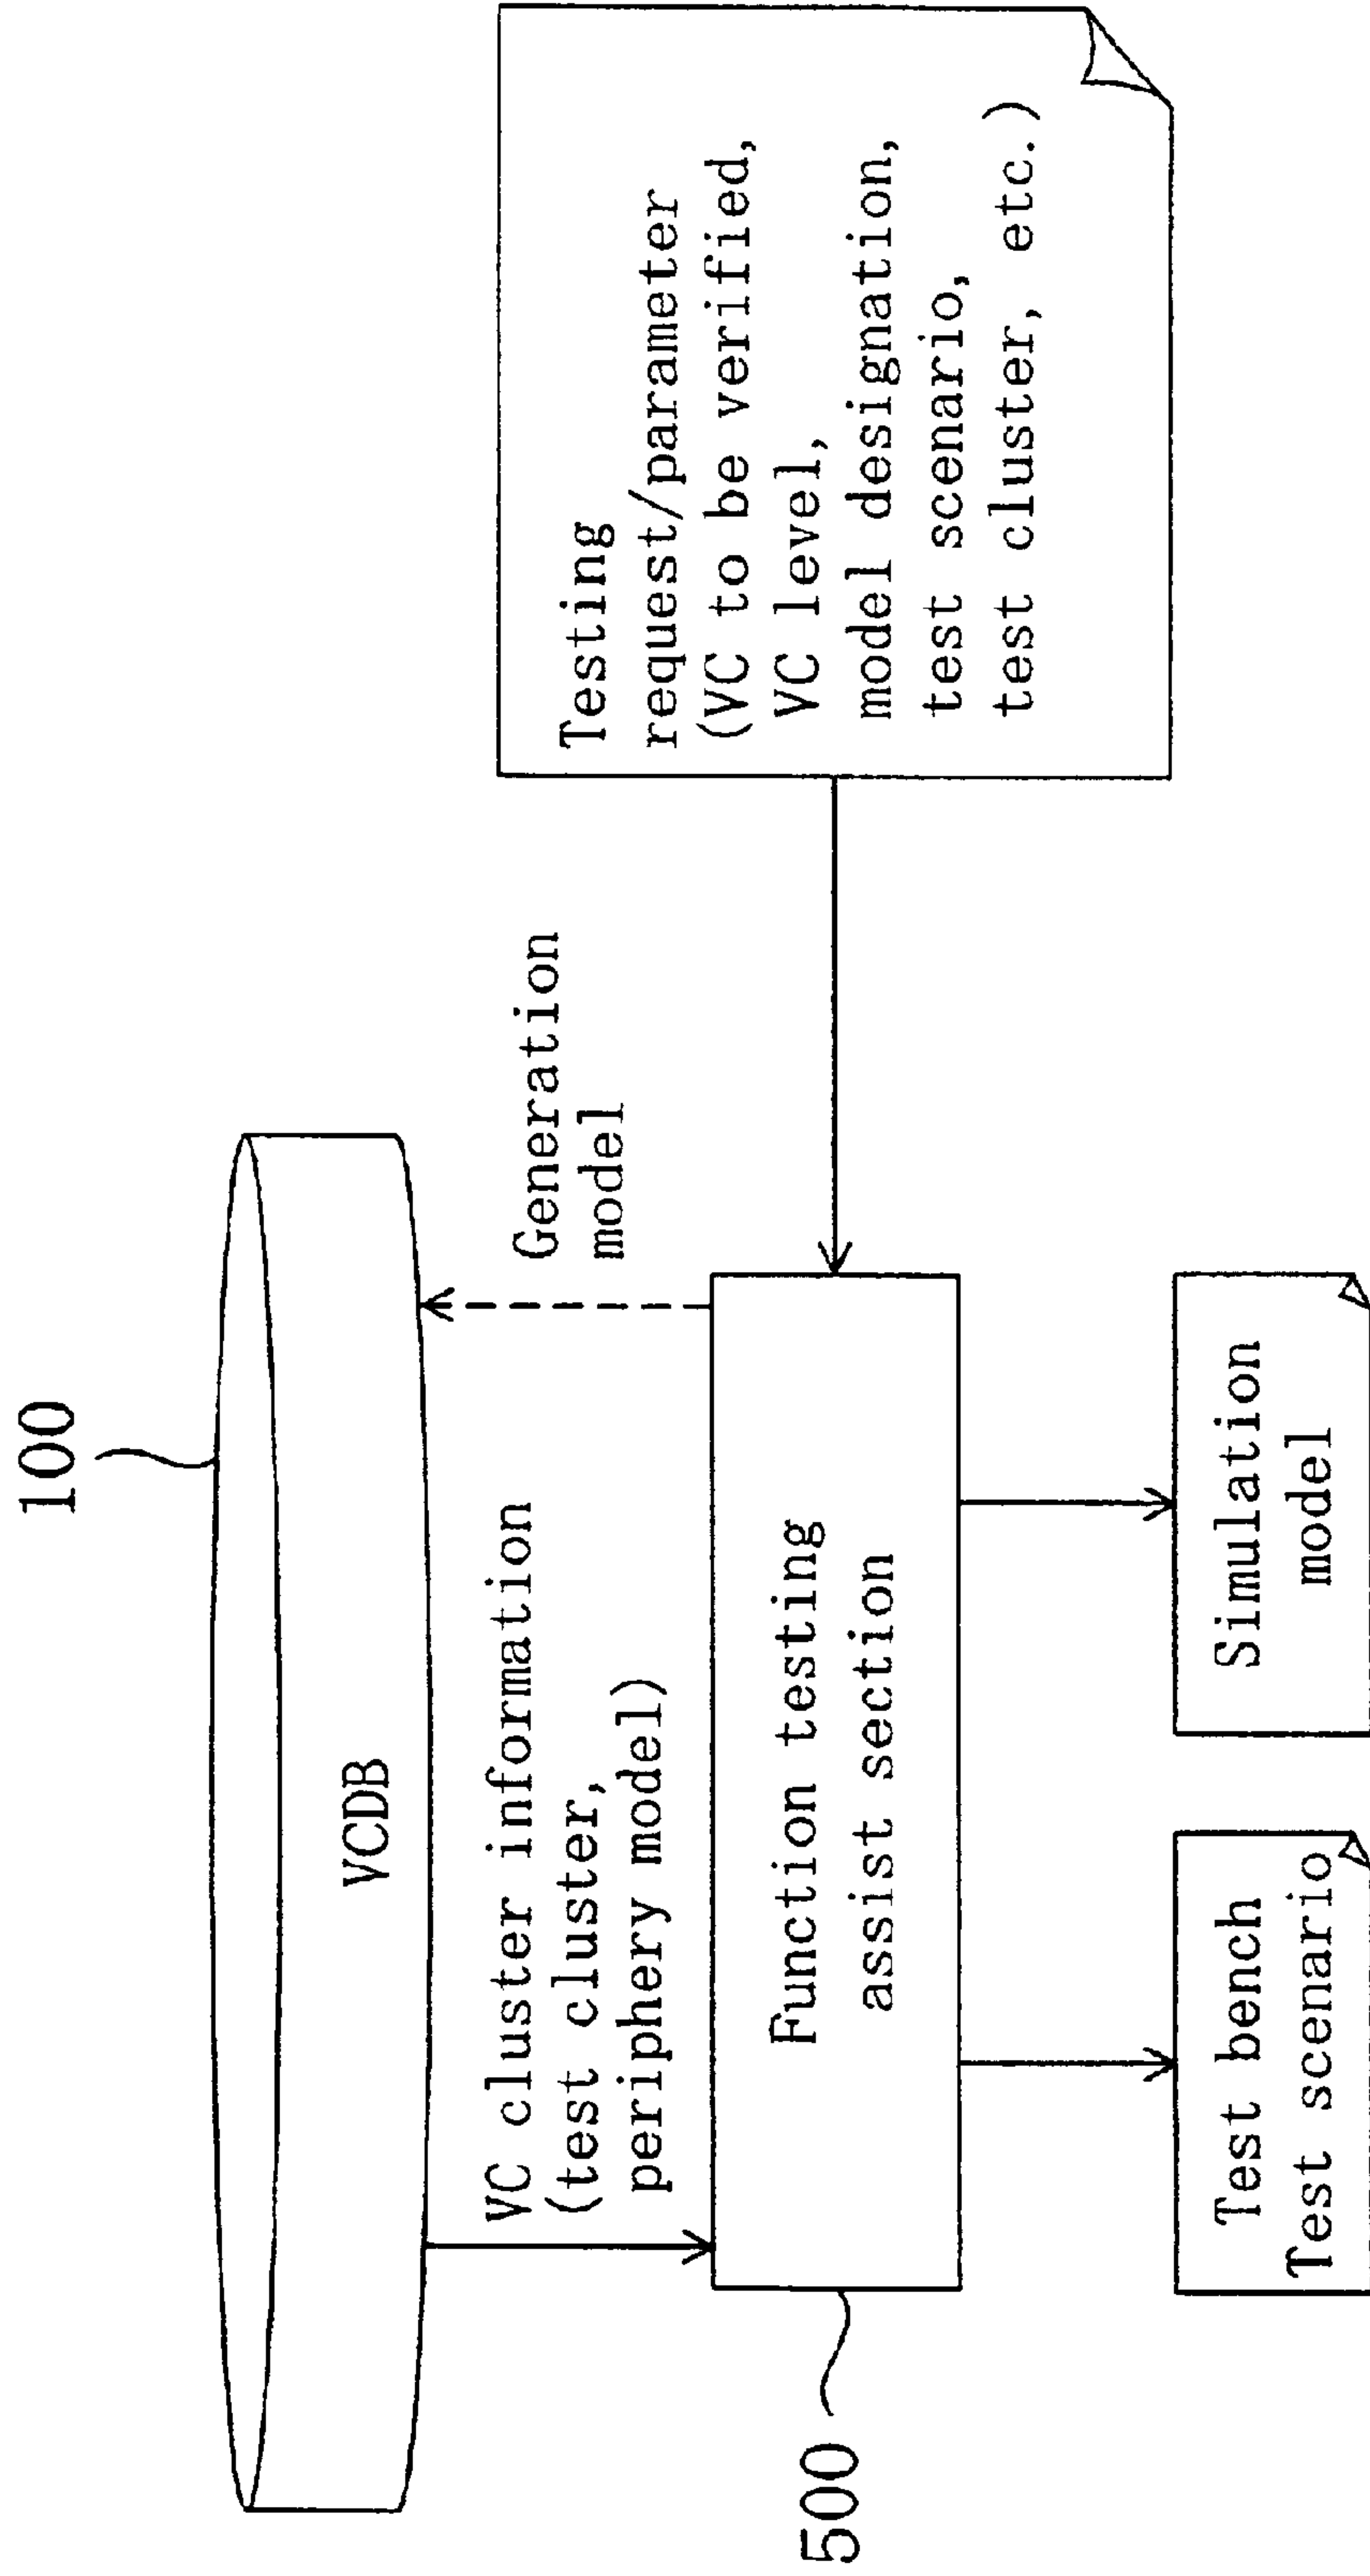 100
VCDB
VC cluster information
(test cluster,
periphery model)
Generation
model
Testing
request/parameter
(VC to be verified,
VC level,
model designation,
test scenario,
test cluster, etc.)
500
Function testing
assist section
Test bench
Test scenario
Simulation
model